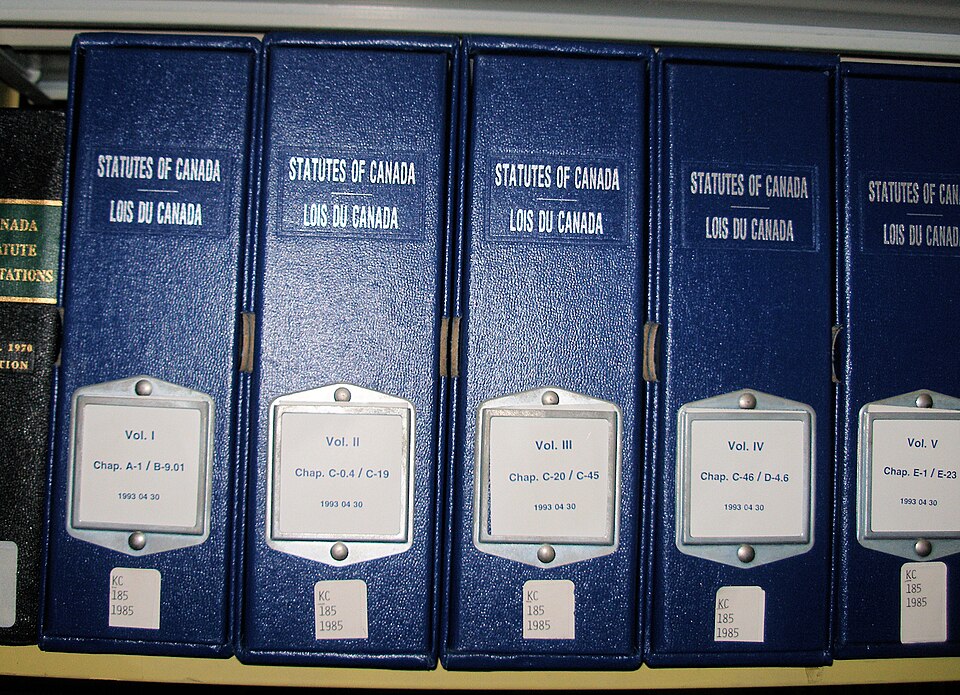 STATUTES OF CANADA
LOIS DU CANADA
Vol. I
Chap. A-1 / B-9.01
1993 04 30
KC
185
1985
STATUTES OF CANADA
LOIS DU CANADA
Vol. II
Chap. C-0.4 / C-19
1993 04 30
KC
185
1985
STATUTES OF CANADA
LOIS DU CANADA
Vol. III
Chap. C-20 / C-45
1993 04 30
KC
185
1985
STATUTES OF CANADA
LOIS DU CANADA
Vol. IV
Chap. C-46 / D-4.6
1993 04 30
KC
185
1985
STATUTES OF CAN
LOIS DU CANAD
Vol. V
Chap. E-1 / E-23
1993 04 30
KC
185
1985
NADA
TUTE
TATIONS
. 1970
TION